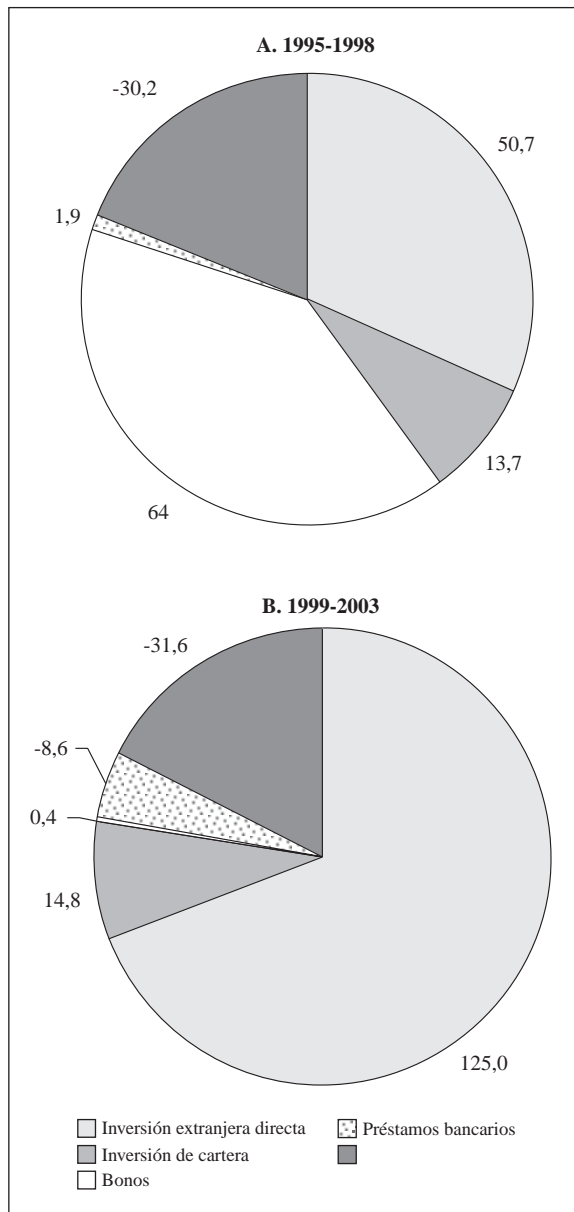 A. 1995-1998
-30,2
50,7
1,9
13,7
64
B. 1999-2003
-31,6
-8,6
0,4
14,8
125,0
Inversión extranjera directa
Préstamos bancarios
Inversión de cartera
Bonos